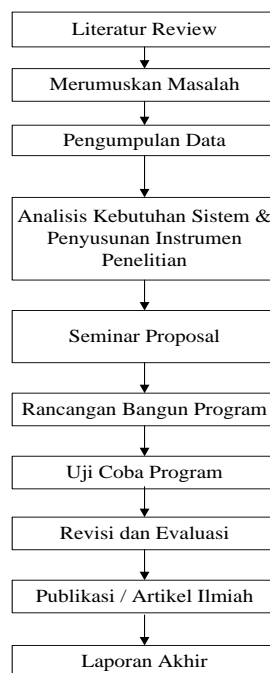 Literatur Review
Merumuskan Masalah
Pengumpulan Data
Analisis Kebutuhan Sistem &
Penyusunan Instrumen
Penelitian
Seminar Proposal
Rancangan Bangun Program
Uji Coba Program
Revisi dan Evaluasi
Publikasi / Artikel Ilmiah
Laporan Akhir